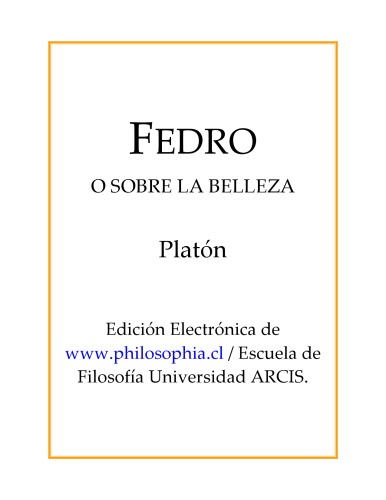 FEDRO
O SOBRE LA BELLEZA
Platón
Edición Electrónica de
www.philosophia.cl / Escuela de
Filosofía Universidad ARCIS.